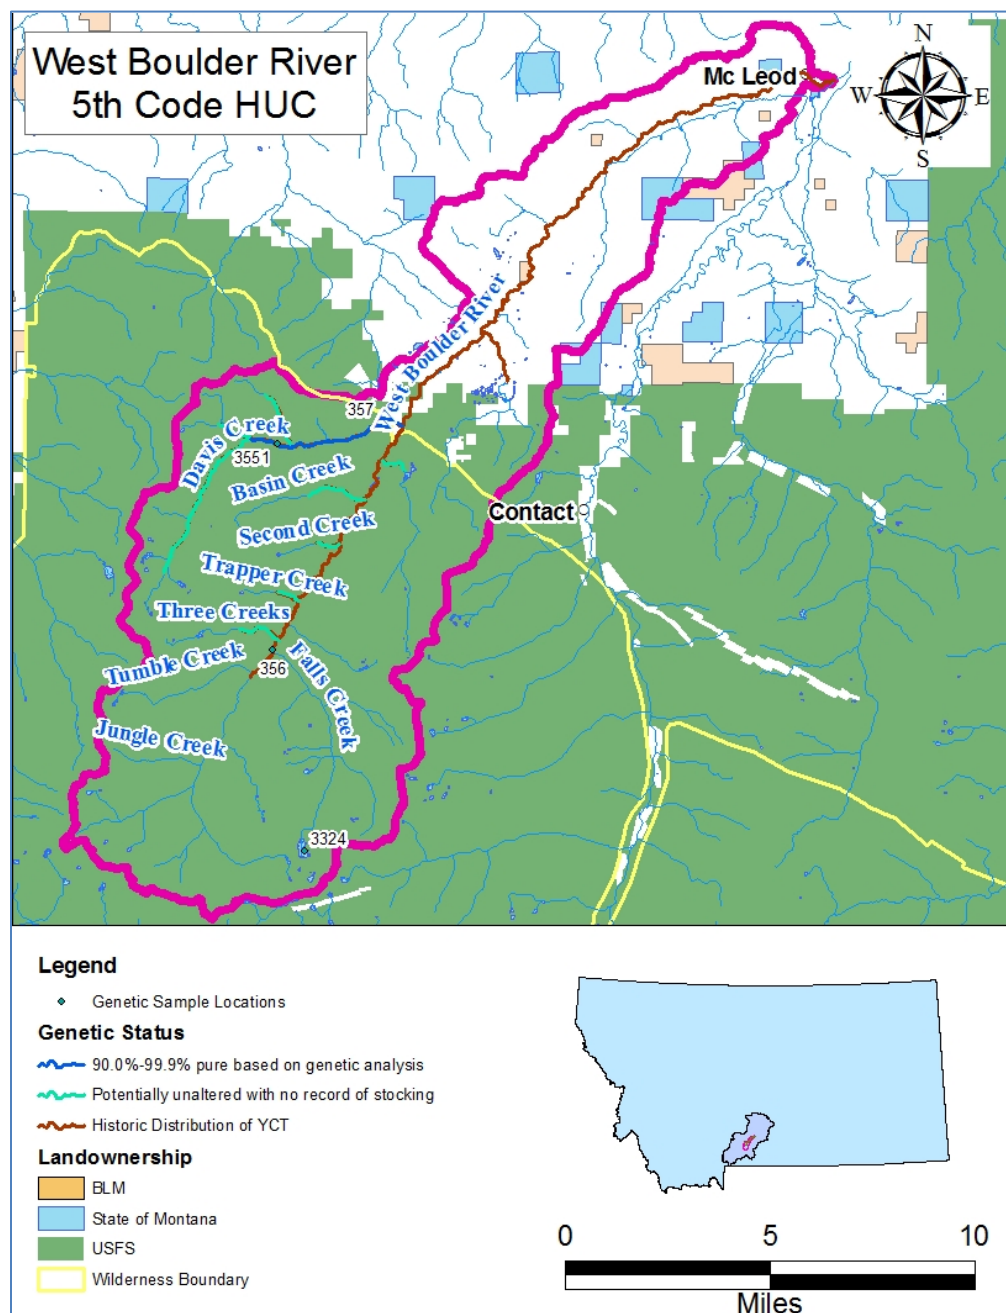 West Boulder River
5th Code HUC
Mc Leod
N
W
E
S
West Boulder River
357
Davis Creek
3551
Basin Creek
Second Creek
Contact
Trapper Creek
Three Creeks
Tumble Creek
356
Falls Creek
Jungle Creek
3324
Legend
Genetic Sample Locations
Genetic Status
90.0%-99.9% pure based on genetic analysis
Potentially unaltered with no record of stocking
Historic Distribution of YCT
Landownership
BLM
State of Montana
USFS
Wilderness Boundary
0 5 10
Miles